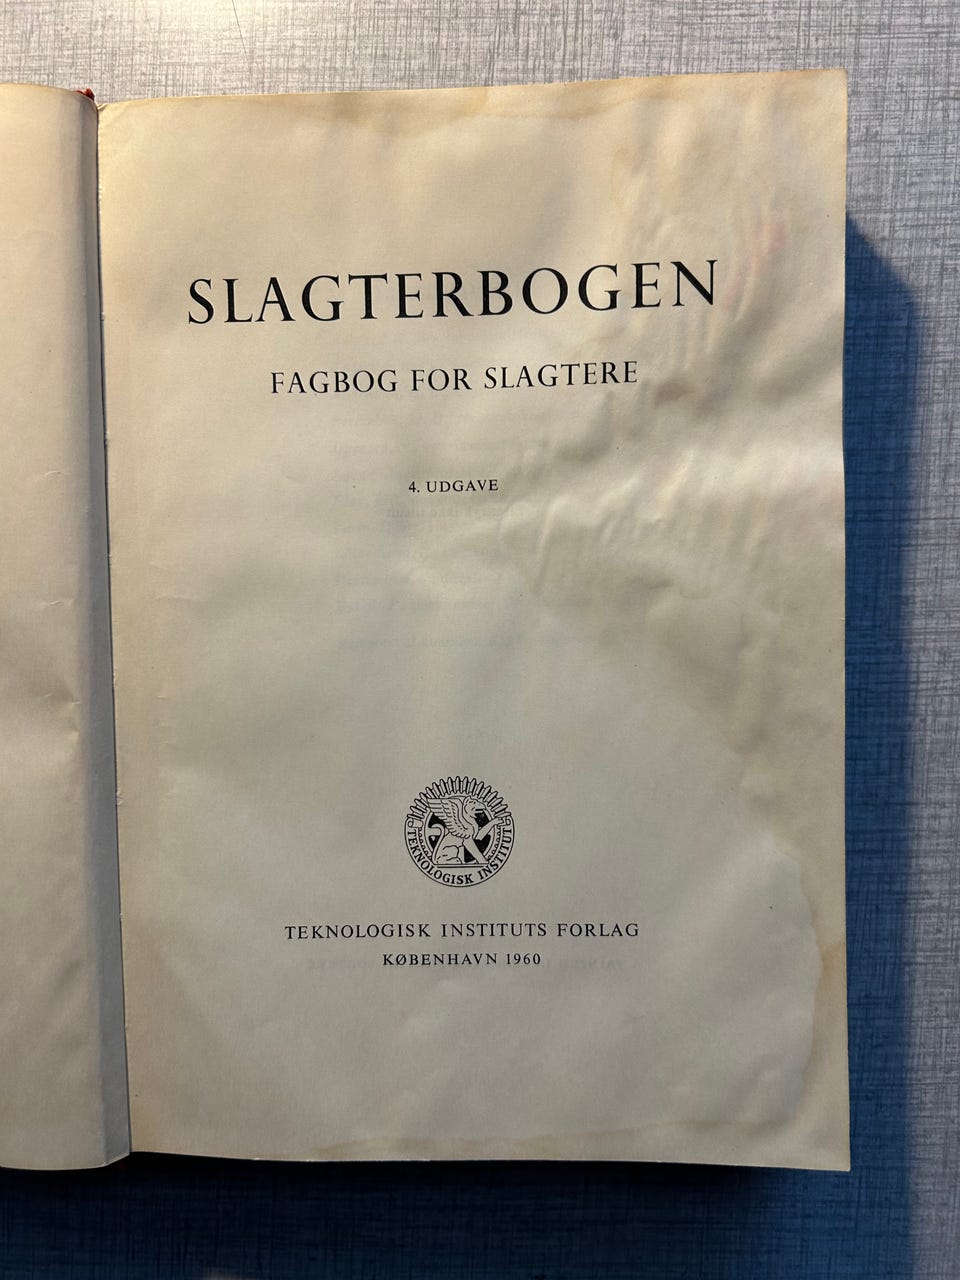 SLAGTERBOGEN
FAGBOG FOR SLAGTERE
4. UDGAVE
TEKNOLOGISK INSTITUT
TEKNOLOGISK INSTITUTS FORLAG
KØBENHAVN 1960